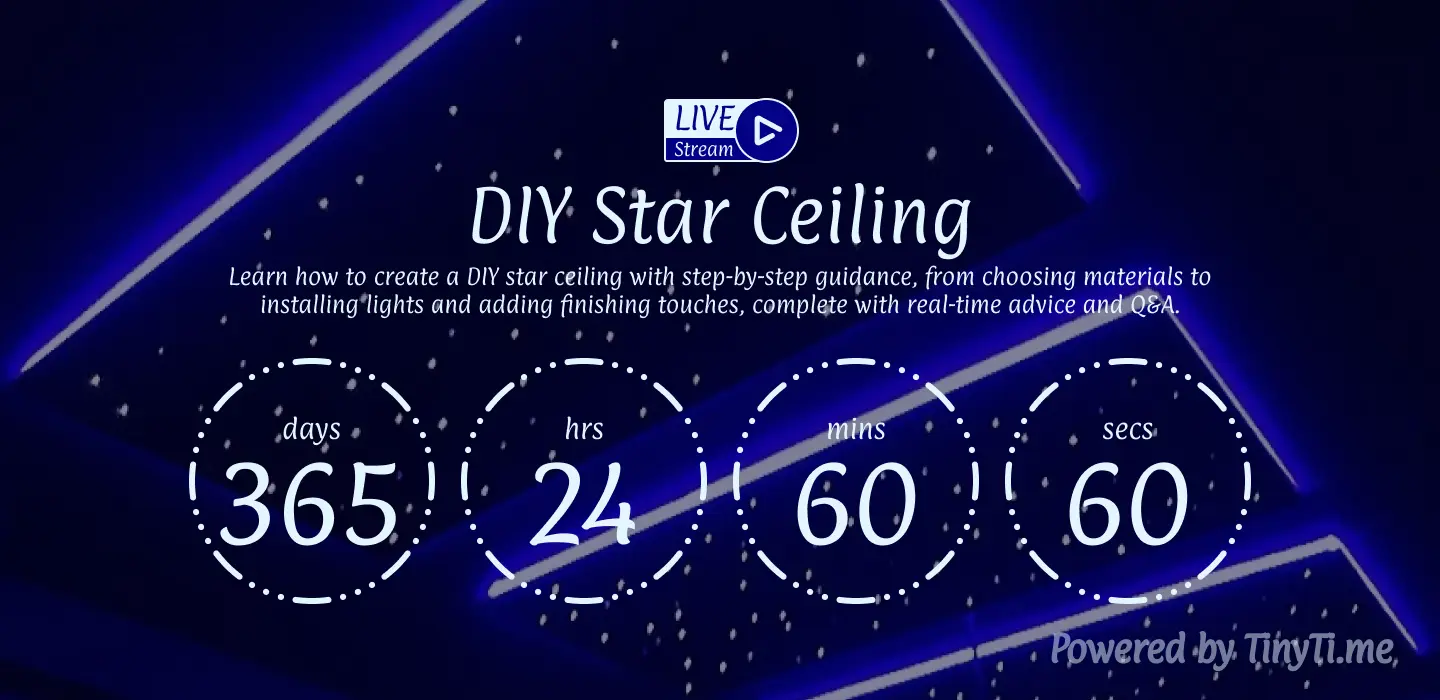 LIVE
Stream
DIY Star Ceiling
Learn how to create a DIY star ceiling with step-by-step guidance, from choosing materials to
installing lights and adding finishing touches, complete with real-time advice and Q&A.
days hrs mins secs
365 24 60 60
Powered by TinyTi.me